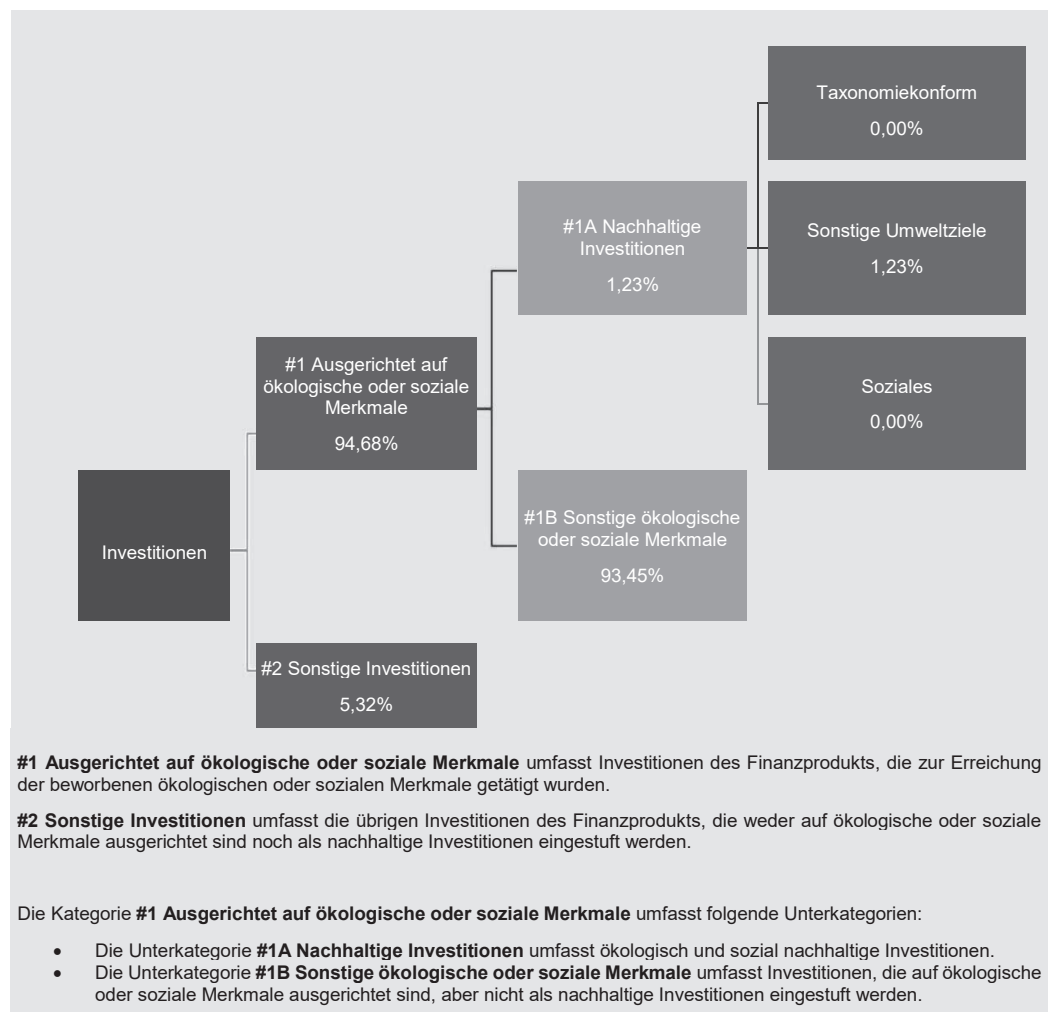 Taxonomiekonform
0,00%
#1A Nachhaltige
Investitionen
1,23%
Sonstige Umweltziele
1,23%
#1 Ausgerichtet auf
ökologische oder soziale
Merkmale
94,68%
Soziales
0,00%
Investitionen
#1B Sonstige ökologische
oder soziale Merkmale
93,45%
#2 Sonstige Investitionen
5,32%
#1 Ausgerichtet auf ökologische oder soziale Merkmale umfasst Investitionen des Finanzprodukts, die zur Erreichung
der beworbenen ökologischen oder sozialen Merkmale getätigt wurden.
#2 Sonstige Investitionen umfasst die übrigen Investitionen des Finanzprodukts, die weder auf ökologische oder soziale
Merkmale ausgerichtet sind noch als nachhaltige Investitionen eingestuft werden.
Die Kategorie #1 Ausgerichtet auf ökologische oder soziale Merkmale umfasst folgende Unterkategorien:
• Die Unterkategorie #1A Nachhaltige Investitionen umfasst ökologisch und sozial nachhaltige Investitionen.
• Die Unterkategorie #1B Sonstige ökologische oder soziale Merkmale umfasst Investitionen, die auf ökologische
oder soziale Merkmale ausgerichtet sind, aber nicht als nachhaltige Investitionen eingestuft werden.